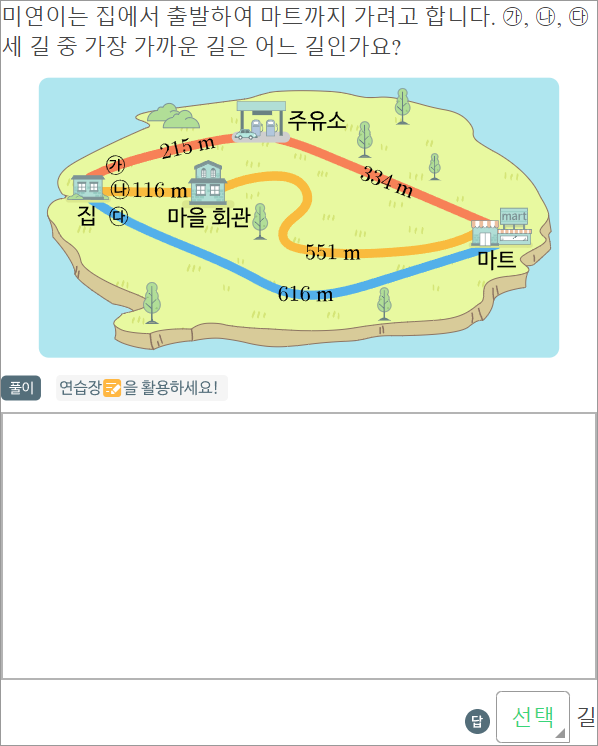 미연이는 집에서 출발하여 마트까지 가려고 합니다. ㉮, ㉯, ㉰
세 길 중 가장 가까운 길은 어느 길인가요?
주유소
215 m
334 m
㉮
㉯ 116 m
mart
집
㉰
마을 회관
551 m
마트
616 m
풀이
연습장을 활용하세요!
답 선택 길